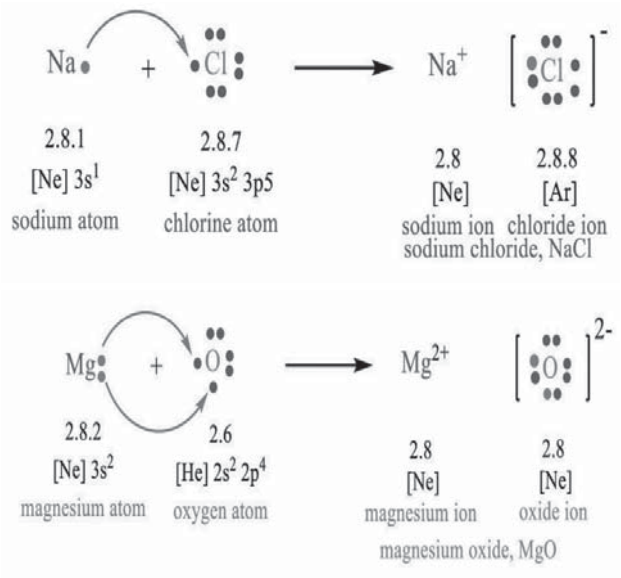 Na + Cl → Na⁺ [Cl]⁻
2.8.1 2.8.7 2.8 2.8.8
[Ne] 3s¹ [Ne] 3s² 3p5 [Ne] [Ar]
sodium atom chlorine atom sodium ion chloride ion
sodium chloride, NaCl
Mg + O → Mg²⁺ [O]²⁻
2.8.2 2.6 2.8 2.8
[Ne] 3s² [He] 2s² 2p⁴ [Ne] [Ne]
magnesium atom oxygen atom magnesium ion oxide ion
magnesium oxide, MgO